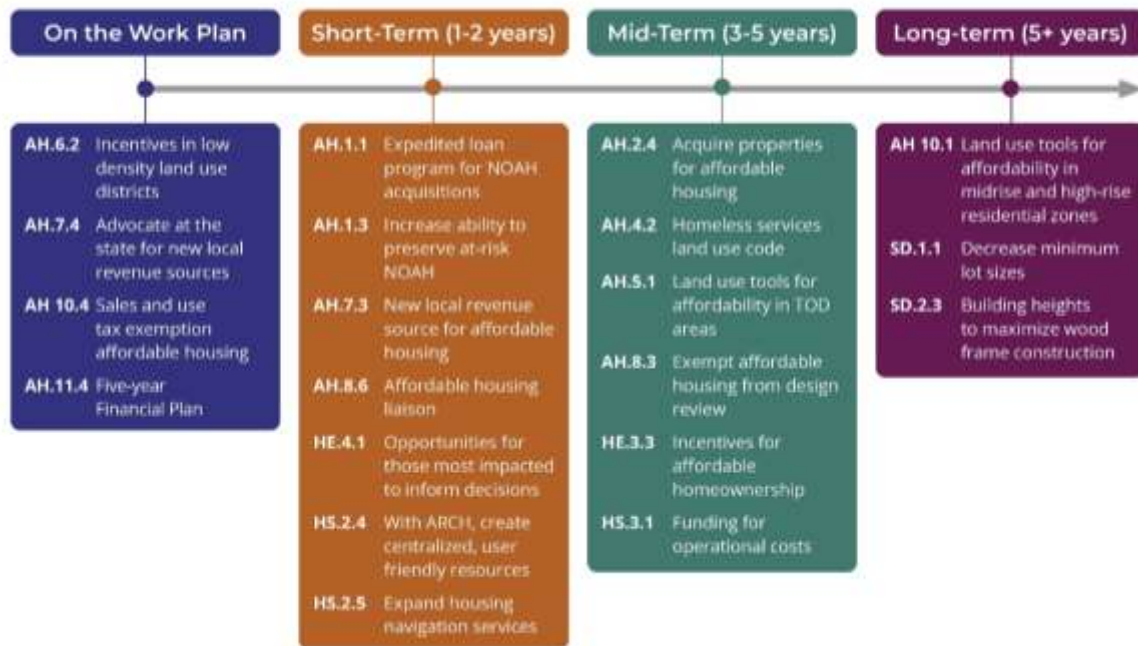 On the Work Plan
AH.6.2 Incentives in low
density land use
districts
AH.7.4 Advocate at the
state for new local
revenue sources
AH 10.4 Sales and use
tax exemption
affordable housing
AH.11.4 Five-year
Financial Plan
Short-Term (1-2 years)
AH.1.1 Expedited loan
program for NOAH
acquisitions
AH.1.3 Increase ability to
preserve at-risk
NOAH
AH.7.3 New local revenue
source for affordable
housing
AH.8.6 Affordable housing
liaison
HE.4.1 Opportunities for
those most impacted
to inform decisions
HS.2.4 With ARCH, create
centralized, user
friendly resources
HS.2.5 Expand housing
navigation services
Mid-Term (3-5 years)
AH.2.4 Acquire properties
for affordable
housing
AH.4.2 Homeless services
land use code
AH.5.1 Land use tools for
affordability in TOD
areas
AH.8.3 Exempt affordable
housing from design
review
HE.3.3 Incentives for
affordable
homeownership
HS.3.1 Funding for
operational costs
Long-term (5+ years)
AH 10.1 Land use tools for
affordability in
midrise and high-rise
residential zones
SD.1.1 Decrease minimum
lot sizes
SD.2.3 Building heights
to maximize wood
frame construction